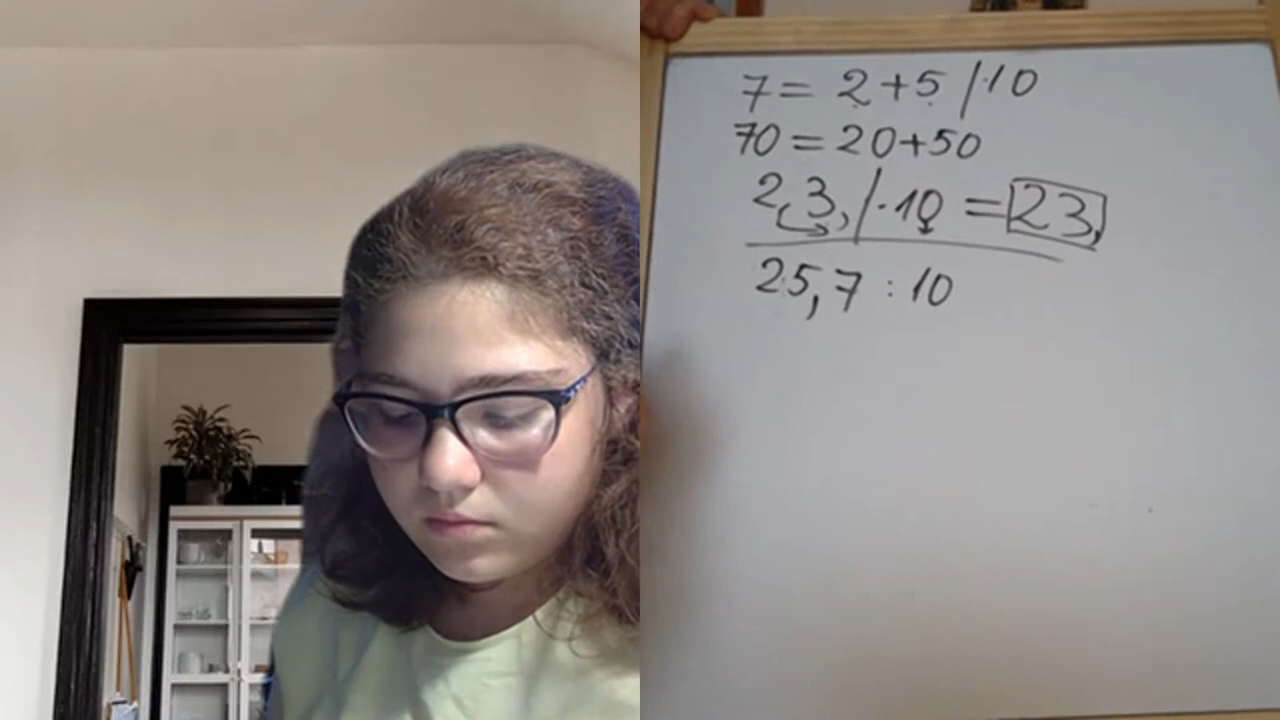 7 = 2+5 /·10
70 = 20+50
2,3, /·10 = 23,
25,7 : 10